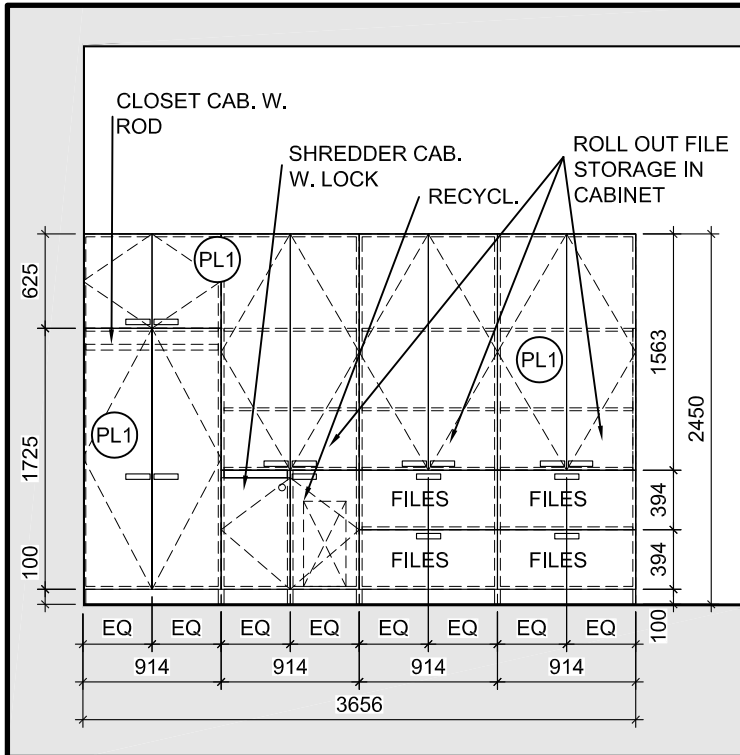 CLOSET CAB. W.
ROD
SHREDDER CAB.
W. LOCK
RECYCL.
ROLL OUT FILE
STORAGE IN
CABINET
PL1
PL1
PL1
625
1725
100
1563
2450
394
394
100
FILES
FILES
FILES
FILES
EQ EQ EQ EQ EQ EQ EQ EQ
914 914 914 914
3656